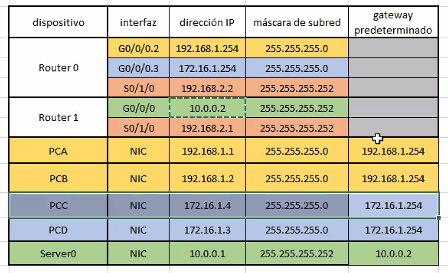 dispositivo interfaz dirección IP máscara de subred gateway predeterminado
Router 0 G0/0/0.2 192.168.1.254 255.255.255.0
G0/0/0.3 172.16.1.254 255.255.255.0
S0/1/0 192.168.2.2 255.255.255.252
Router 1 G0/0/0 10.0.0.2 255.255.255.252
S0/1/0 192.168.2.1 255.255.255.252
PCA NIC 192.168.1.1 255.255.255.0 192.168.1.254
PCB NIC 192.168.1.2 255.255.255.0 192.168.1.254
PCC NIC 172.16.1.4 255.255.255.0 172.16.1.254
PCD NIC 172.16.1.3 255.255.255.0 172.16.1.254
Server0 NIC 10.0.0.1 255.255.255.252 10.0.0.2